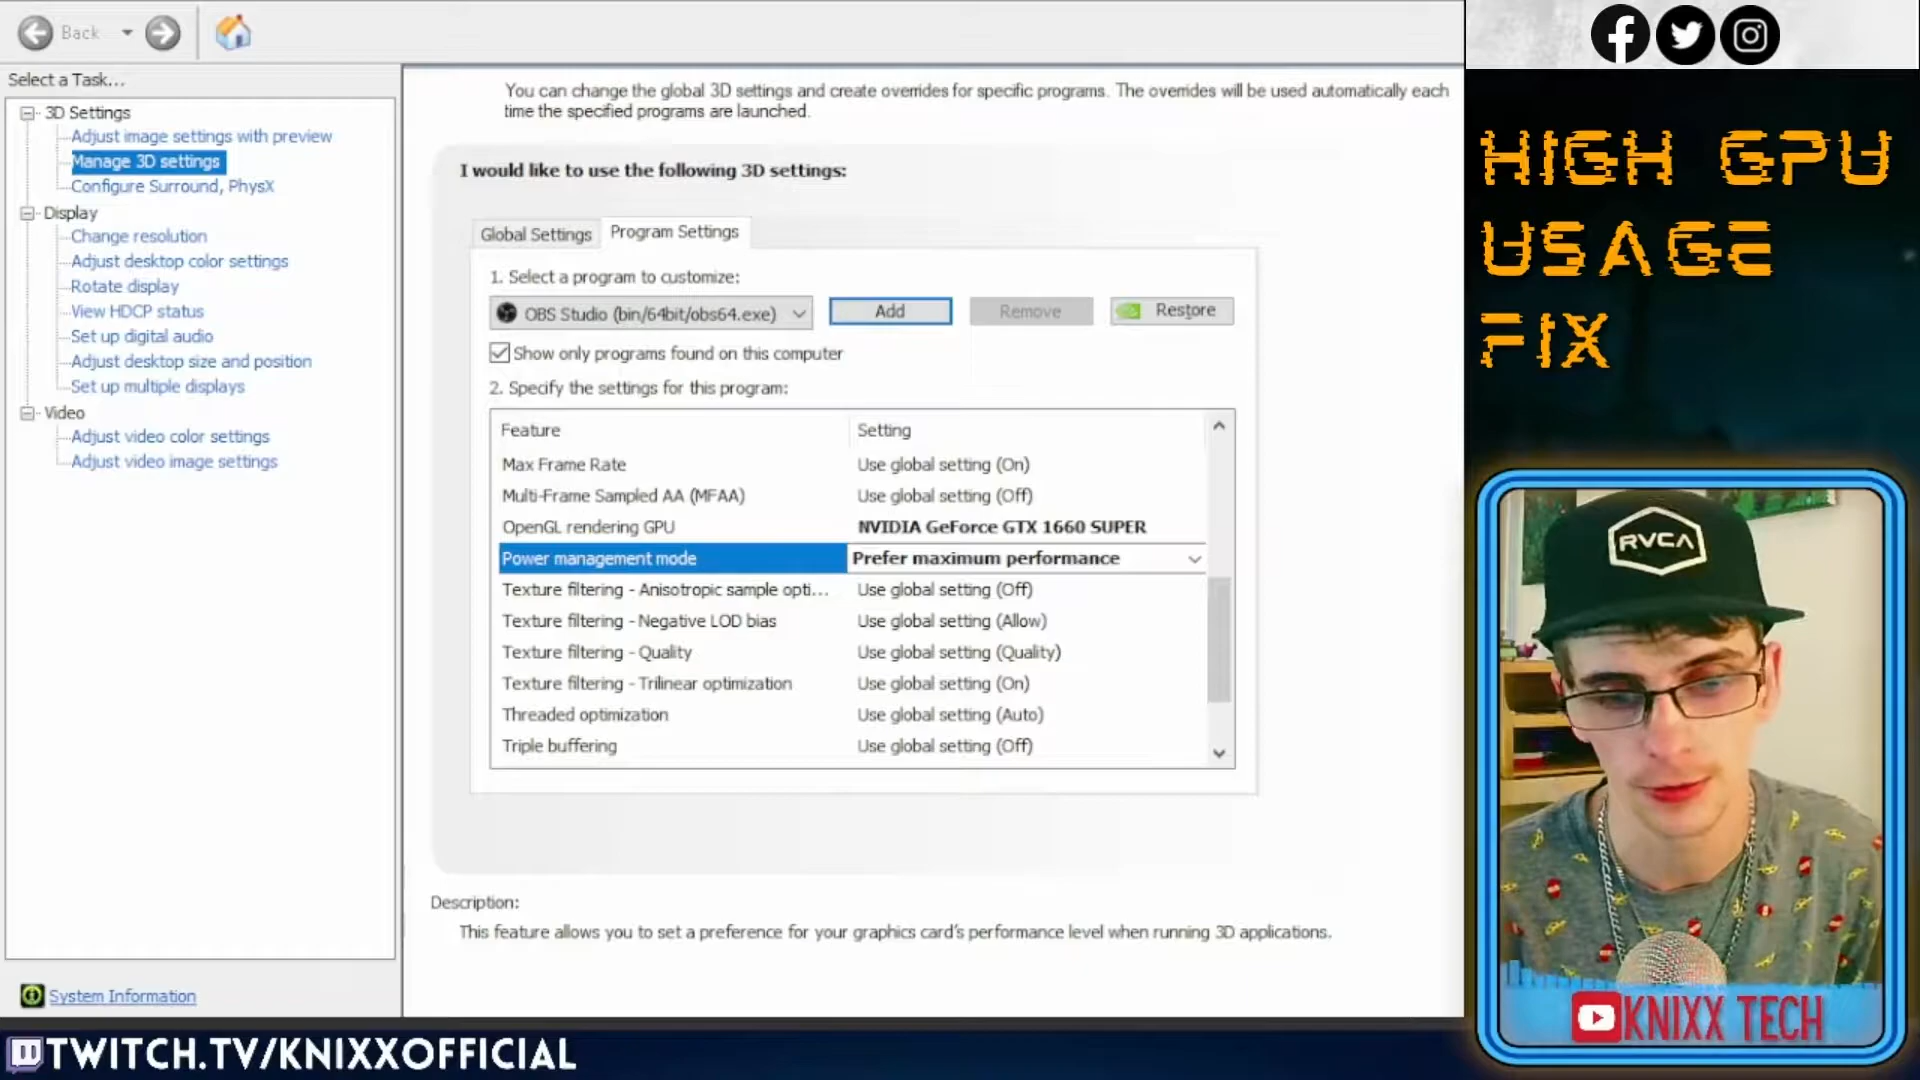 Back
Select a Task...
3D Settings
Adjust image settings with preview
Manage 3D settings
Configure Surround, PhysX
Display
Change resolution
Adjust desktop color settings
Rotate display
View HDCP status
Set up digital audio
Adjust desktop size and position
Set up multiple displays
Video
Adjust video color settings
Adjust video image settings
System Information
You can change the global 3D settings and create overrides for specific programs. The overrides will be used automatically each
time the specified programs are launched.
I would like to use the following 3D settings:
Global Settings Program Settings
1. Select a program to customize:
OBS Studio (bin/64bit/obs64.exe) Add Remove Restore
Show only programs found on this computer
2. Specify the settings for this program:
Feature Setting
Max Frame Rate Use global setting (On)
Multi-Frame Sampled AA (MFAA) Use global setting (Off)
OpenGL rendering GPU NVIDIA GeForce GTX 1660 SUPER
Power management mode Prefer maximum performance
Texture filtering - Anisotropic sample opti... Use global setting (Off)
Texture filtering - Negative LOD bias Use global setting (Allow)
Texture filtering - Quality Use global setting (Quality)
Texture filtering - Trilinear optimization Use global setting (On)
Threaded optimization Use global setting (Auto)
Triple buffering Use global setting (Off)
Description:
This feature allows you to set a preference for your graphics card's performance level when running 3D applications.
HIGH GPU
USAGE
FIX
RVCA
KNIXX TECH
TWITCH.TV/KNIXXOFFICIAL